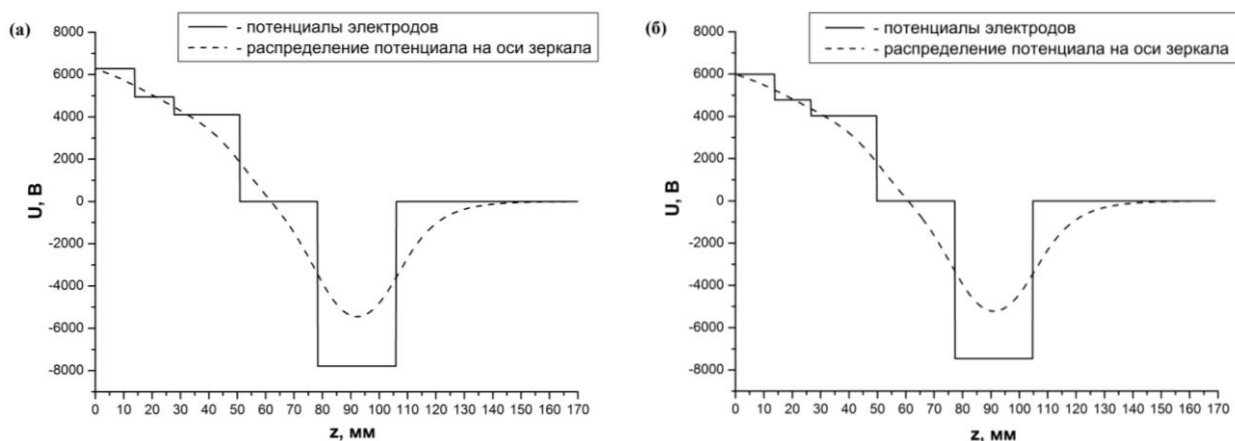 (а)
- потенциалы электродов
- распределение потенциала на оси зеркала
8000
6000
4000
2000
0
-2000
-4000
-6000
-8000
U, В
0 10 20 30 40 50 60 70 80 90 100 110 120 130 140 150 160 170
z, мм
(б)
- потенциалы электродов
- распределение потенциала на оси зеркала
8000
6000
4000
2000
0
-2000
-4000
-6000
-8000
U, В
0 10 20 30 40 50 60 70 80 90 100 110 120 130 140 150 160 170
z, мм